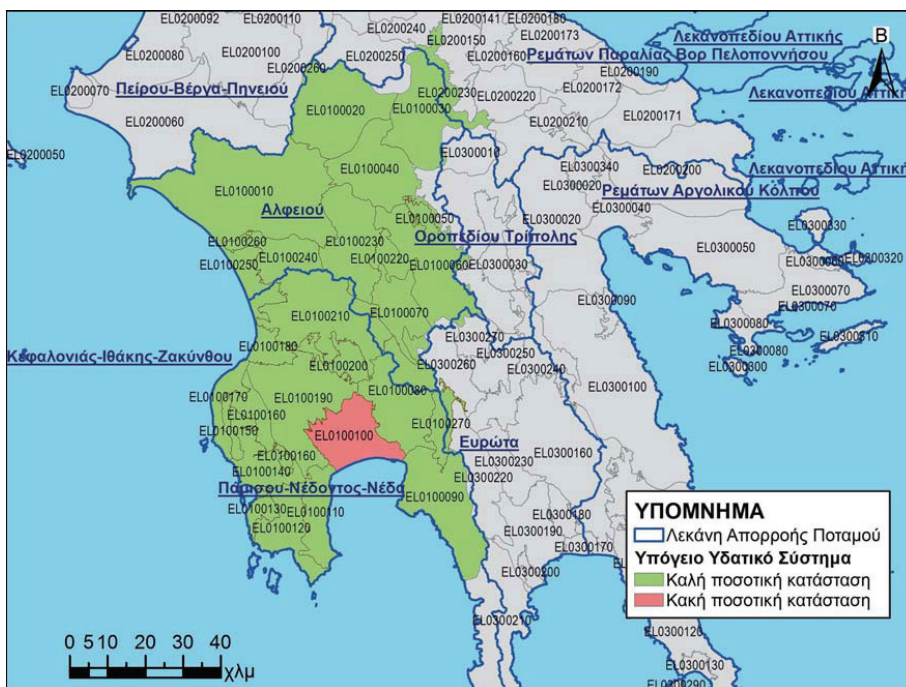 EL0200092
EL0200110
EL0200141
EL0200180
EL0200240
EL0200150
EL0200173
Λεκανοπεδίου Αττικής
Β
EL0200080
EL0200100
EL0200250
EL0200160
Ρεμάτων Παραλίας Βορ Πελοποννήσου
EL0200260
EL0200190
EL0200070
Πείρου-Βέργα-Πηνειού
EL0200230
EL0200172
EL0200220
Λεκανοπεδίου Αττική
EL0100020
EL0100030
EL0200060
EL0200210
EL0200171
EL0200050
EL0300010
EL0100040
EL0300340
EL0200200
Λεκανοπεδίου Αττική
EL0300020
EL0100010
Ρεμάτων Αργολικού Κόλπου
EL0300040
Αλφειού
EL0100050
EL0300020
EL0300330
EL0100260
EL0100230
Οροπεδίου Τρίπολης
EL0300050
EL0100250
EL0100240
EL0100220
EL0100060
EL0300030
EL0300320
EL0300070
EL0300090
EL0300070
EL0100210
EL0100070
EL0300080
EL0300310
EL0300270
EL0100180
EL0300250
EL0300080
Κεφαλονιάς-Ιθάκης-Ζακύνθου
EL0100200
EL0300260
EL0300240
EL0300300
EL0100080
EL0300100
EL0100170
EL0100190
EL0100160
EL0100270
EL0100150
EL0100100
Ευρώτα
EL0300160
EL0100160
EL0300230
EL0100140
EL0300220
Πάμισου-Νέδοντος-Νέδα
EL0100090
EL0100130
EL0100110
EL0300180
EL0100120
EL0300190
EL0300170
EL0300200
EL0300210
EL0300120
EL0300130
EL0300290
ΥΠΟΜΝΗΜΑ
Λεκάνη Απορροής Ποταμού
Υπόγειο Υδατικό Σύστημα
Καλή ποσοτική κατάσταση
Κακή ποσοτική κατάσταση
0 5 10 20 30 40
χλμ